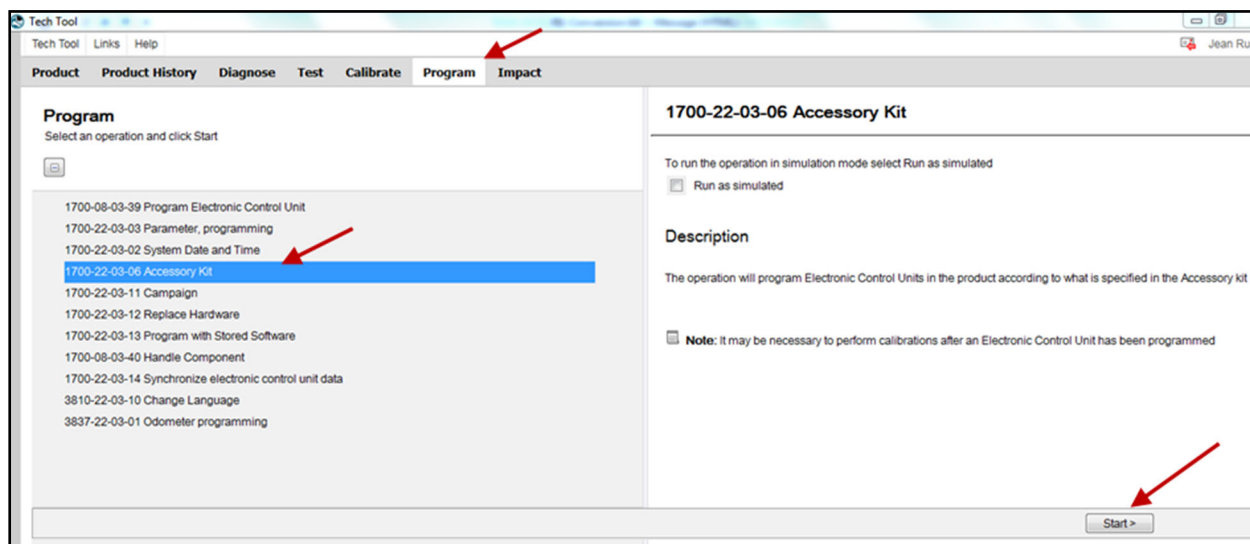 Tech Tool
Tech Tool Links Help
Jean Ru
Product Product History Diagnose Test Calibrate Program Impact
Program
Select an operation and click Start
1700-08-03-39 Program Electronic Control Unit
1700-22-03-03 Parameter, programming
1700-22-03-02 System Date and Time
1700-22-03-06 Accessory Kit
1700-22-03-11 Campaign
1700-22-03-12 Replace Hardware
1700-22-03-13 Program with Stored Software
1700-08-03-40 Handle Component
1700-22-03-14 Synchronize electronic control unit data
3810-22-03-10 Change Language
3837-22-03-01 Odometer programming
1700-22-03-06 Accessory Kit
To run the operation in simulation mode select Run as simulated
Run as simulated
Description
The operation will program Electronic Control Units in the product according to what is specified in the Accessory kit
Note: It may be necessary to perform calibrations after an Electronic Control Unit has been programmed
Start >